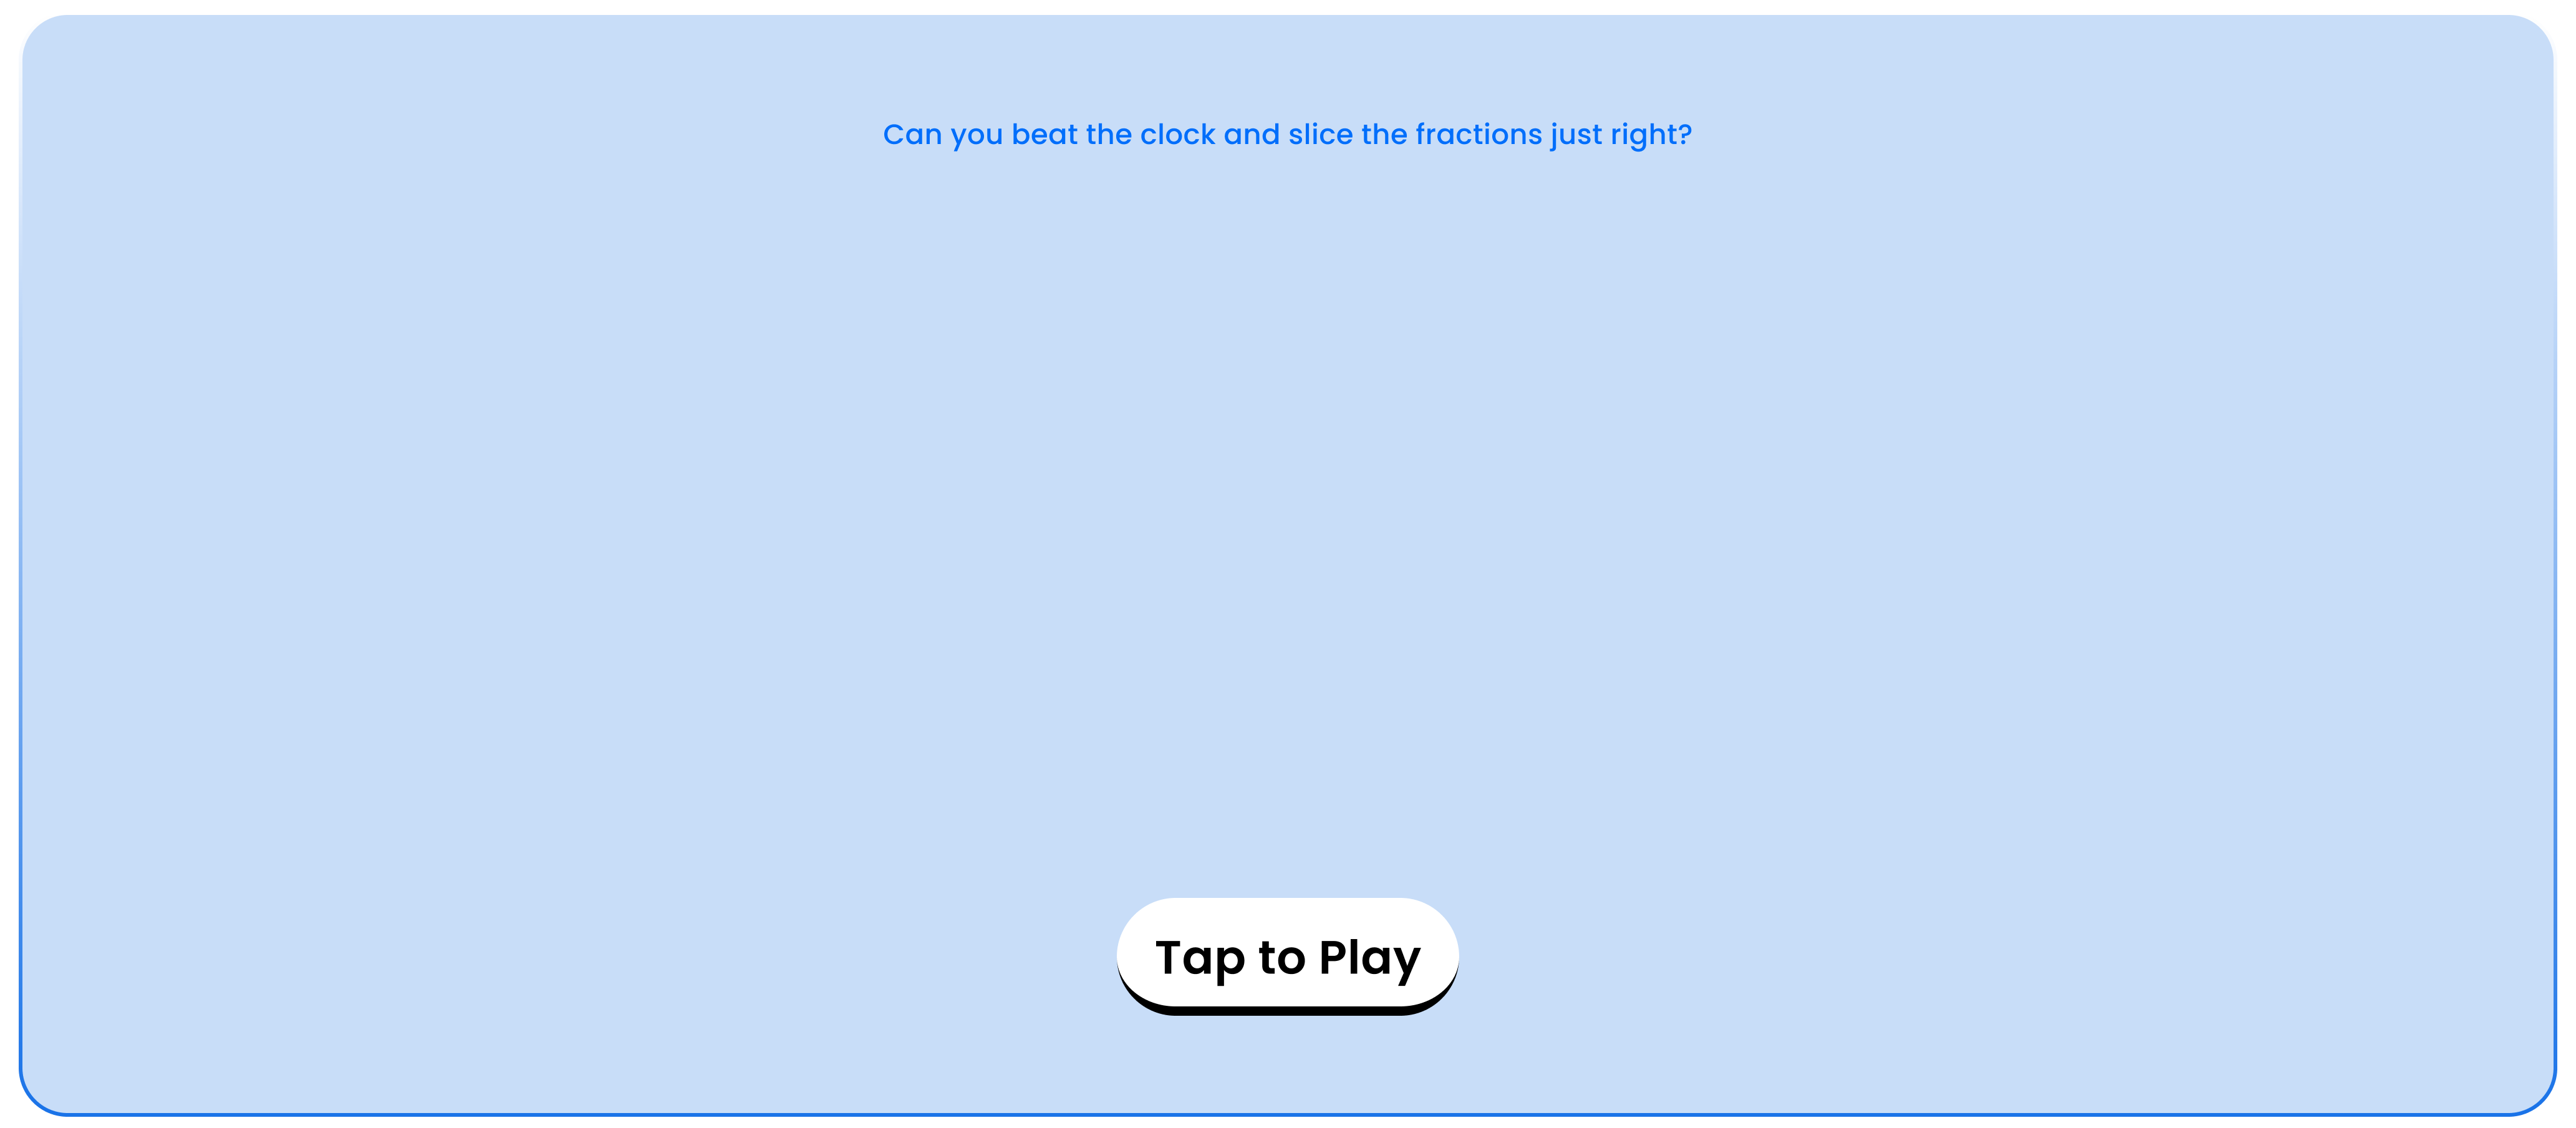 Can you beat the clock and slice the fractions just right?
Tap to Play